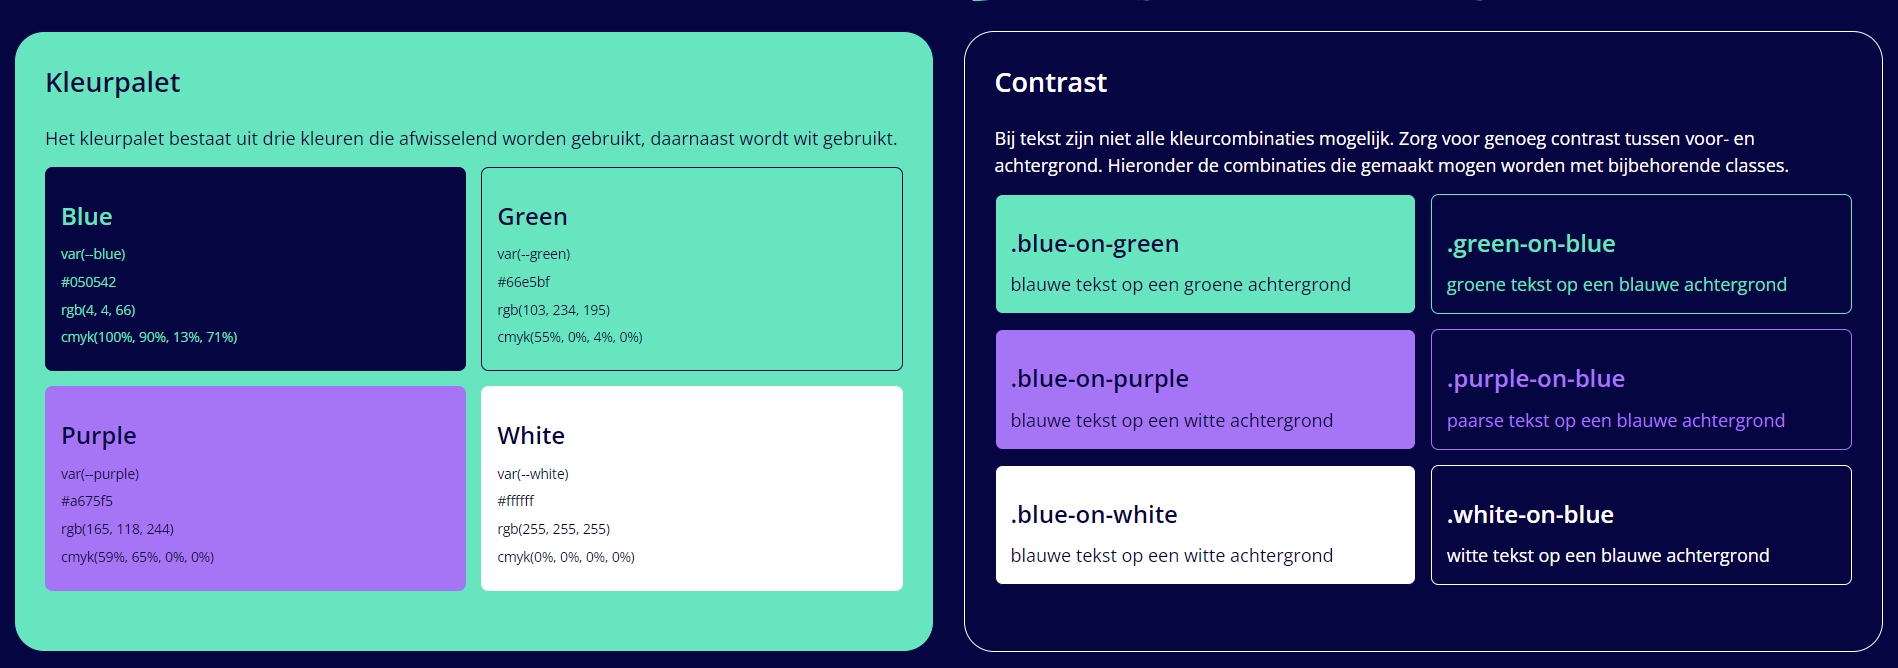 Kleurpalet
Het kleurpalet bestaat uit drie kleuren die afwisselend worden gebruikt, daarnaast wordt wit gebruikt.
Blue
var(--blue)
#050542
rgb(4, 4, 66)
cmyk(100%, 90%, 13%, 71%)
Green
var(--green)
#66e5bf
rgb(103, 234, 195)
cmyk(55%, 0%, 4%, 0%)
Purple
var(--purple)
#a675f5
rgb(165, 118, 244)
cmyk(59%, 65%, 0%, 0%)
White
var(--white)
#ffffff
rgb(255, 255, 255)
cmyk(0%, 0%, 0%, 0%)
Contrast
Bij tekst zijn niet alle kleurcombinaties mogelijk. Zorg voor genoeg contrast tussen voor- en
achtergrond. Hieronder de combinaties die gemaakt mogen worden met bijbehorende classes.
.blue-on-green
blauwe tekst op een groene achtergrond
.green-on-blue
groene tekst op een blauwe achtergrond
.blue-on-purple
blauwe tekst op een witte achtergrond
.purple-on-blue
paarse tekst op een blauwe achtergrond
.blue-on-white
blauwe tekst op een witte achtergrond
.white-on-blue
witte tekst op een blauwe achtergrond